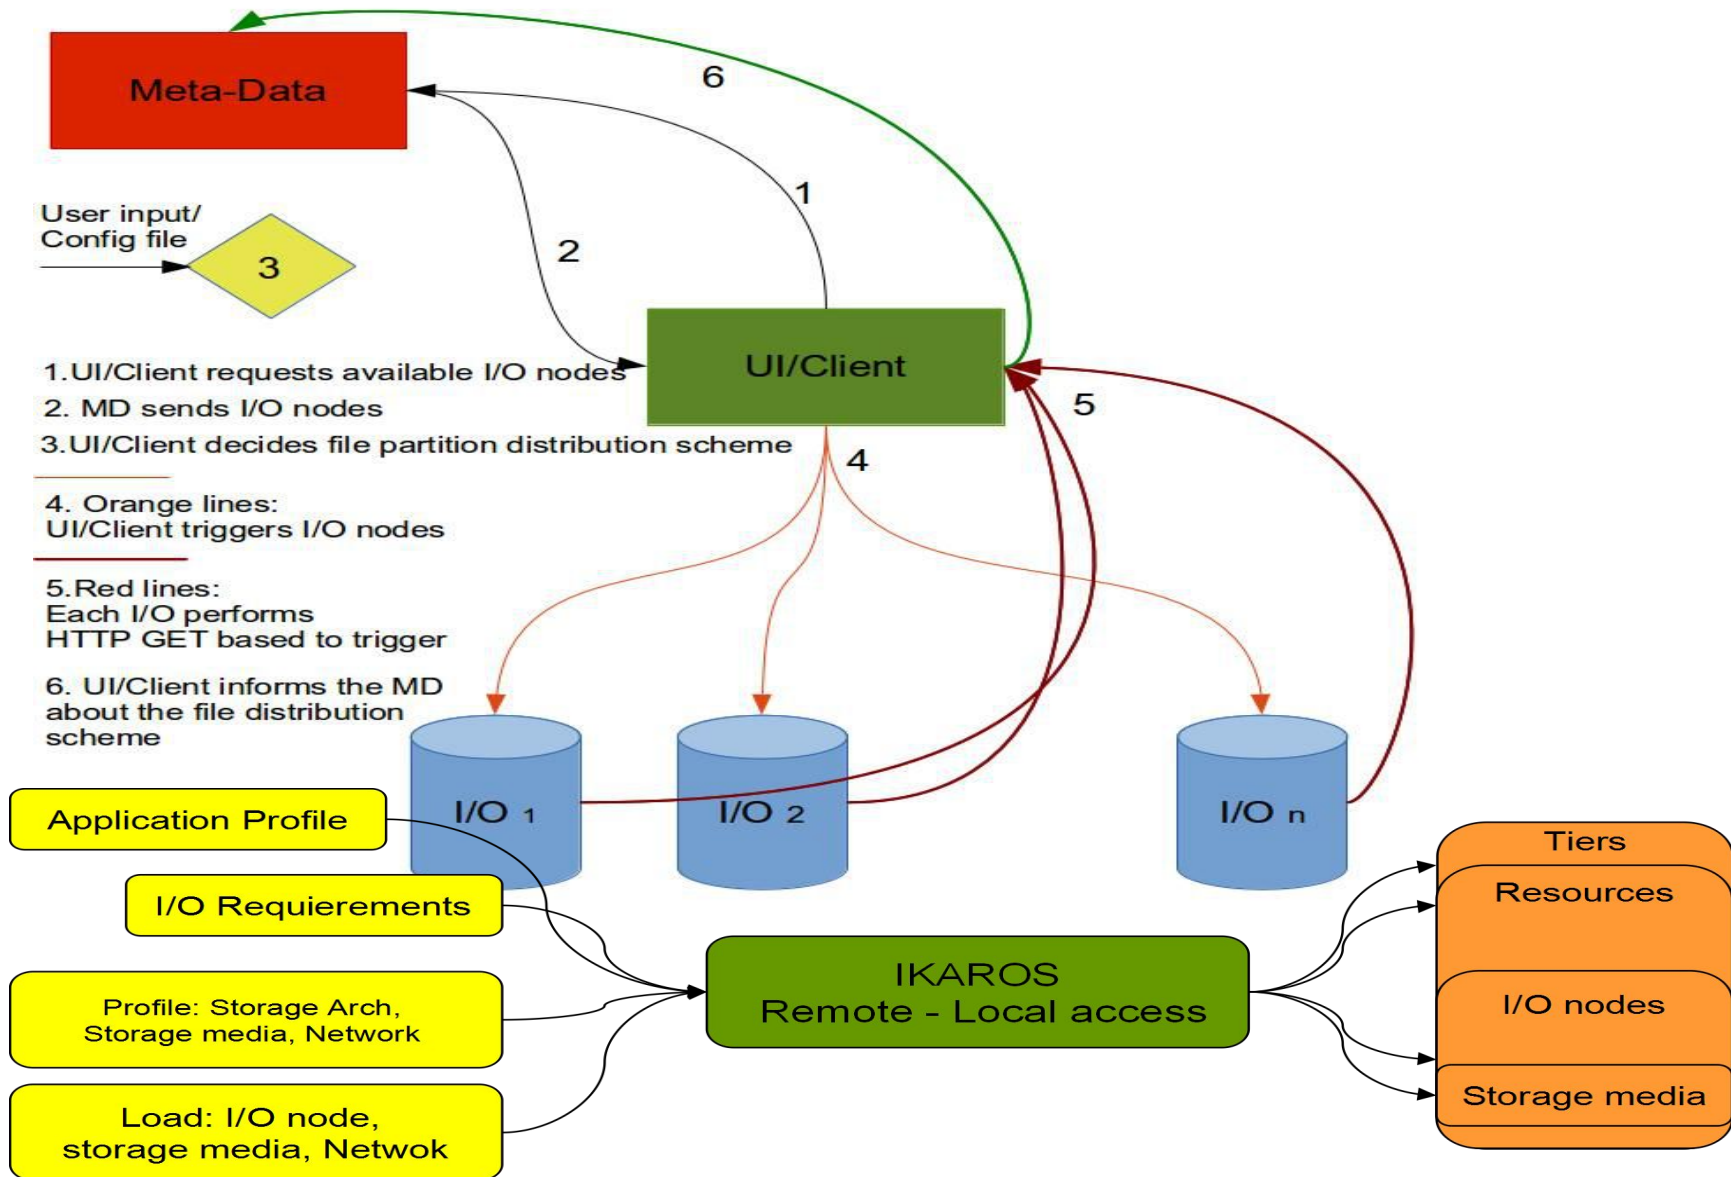 Meta-Data
6
1
User input/
Config file
3
2
UI/Client
1.UI/Client requests available I/O nodes
2. MD sends I/O nodes
3.UI/Client decides file partition distribution scheme
5
4
4. Orange lines:
UI/Client triggers I/O nodes
5.Red lines:
Each I/O performs
HTTP GET based to trigger
6. UI/Client informs the MD
about the file distribution
scheme
I/O 1
I/O 2
I/O n
Application Profile
I/O Requierements
Profile: Storage Arch,
Storage media, Network
Load: I/O node,
storage media, Netwok
IKAROS
Remote - Local access
Tiers
Resources
I/O nodes
Storage media